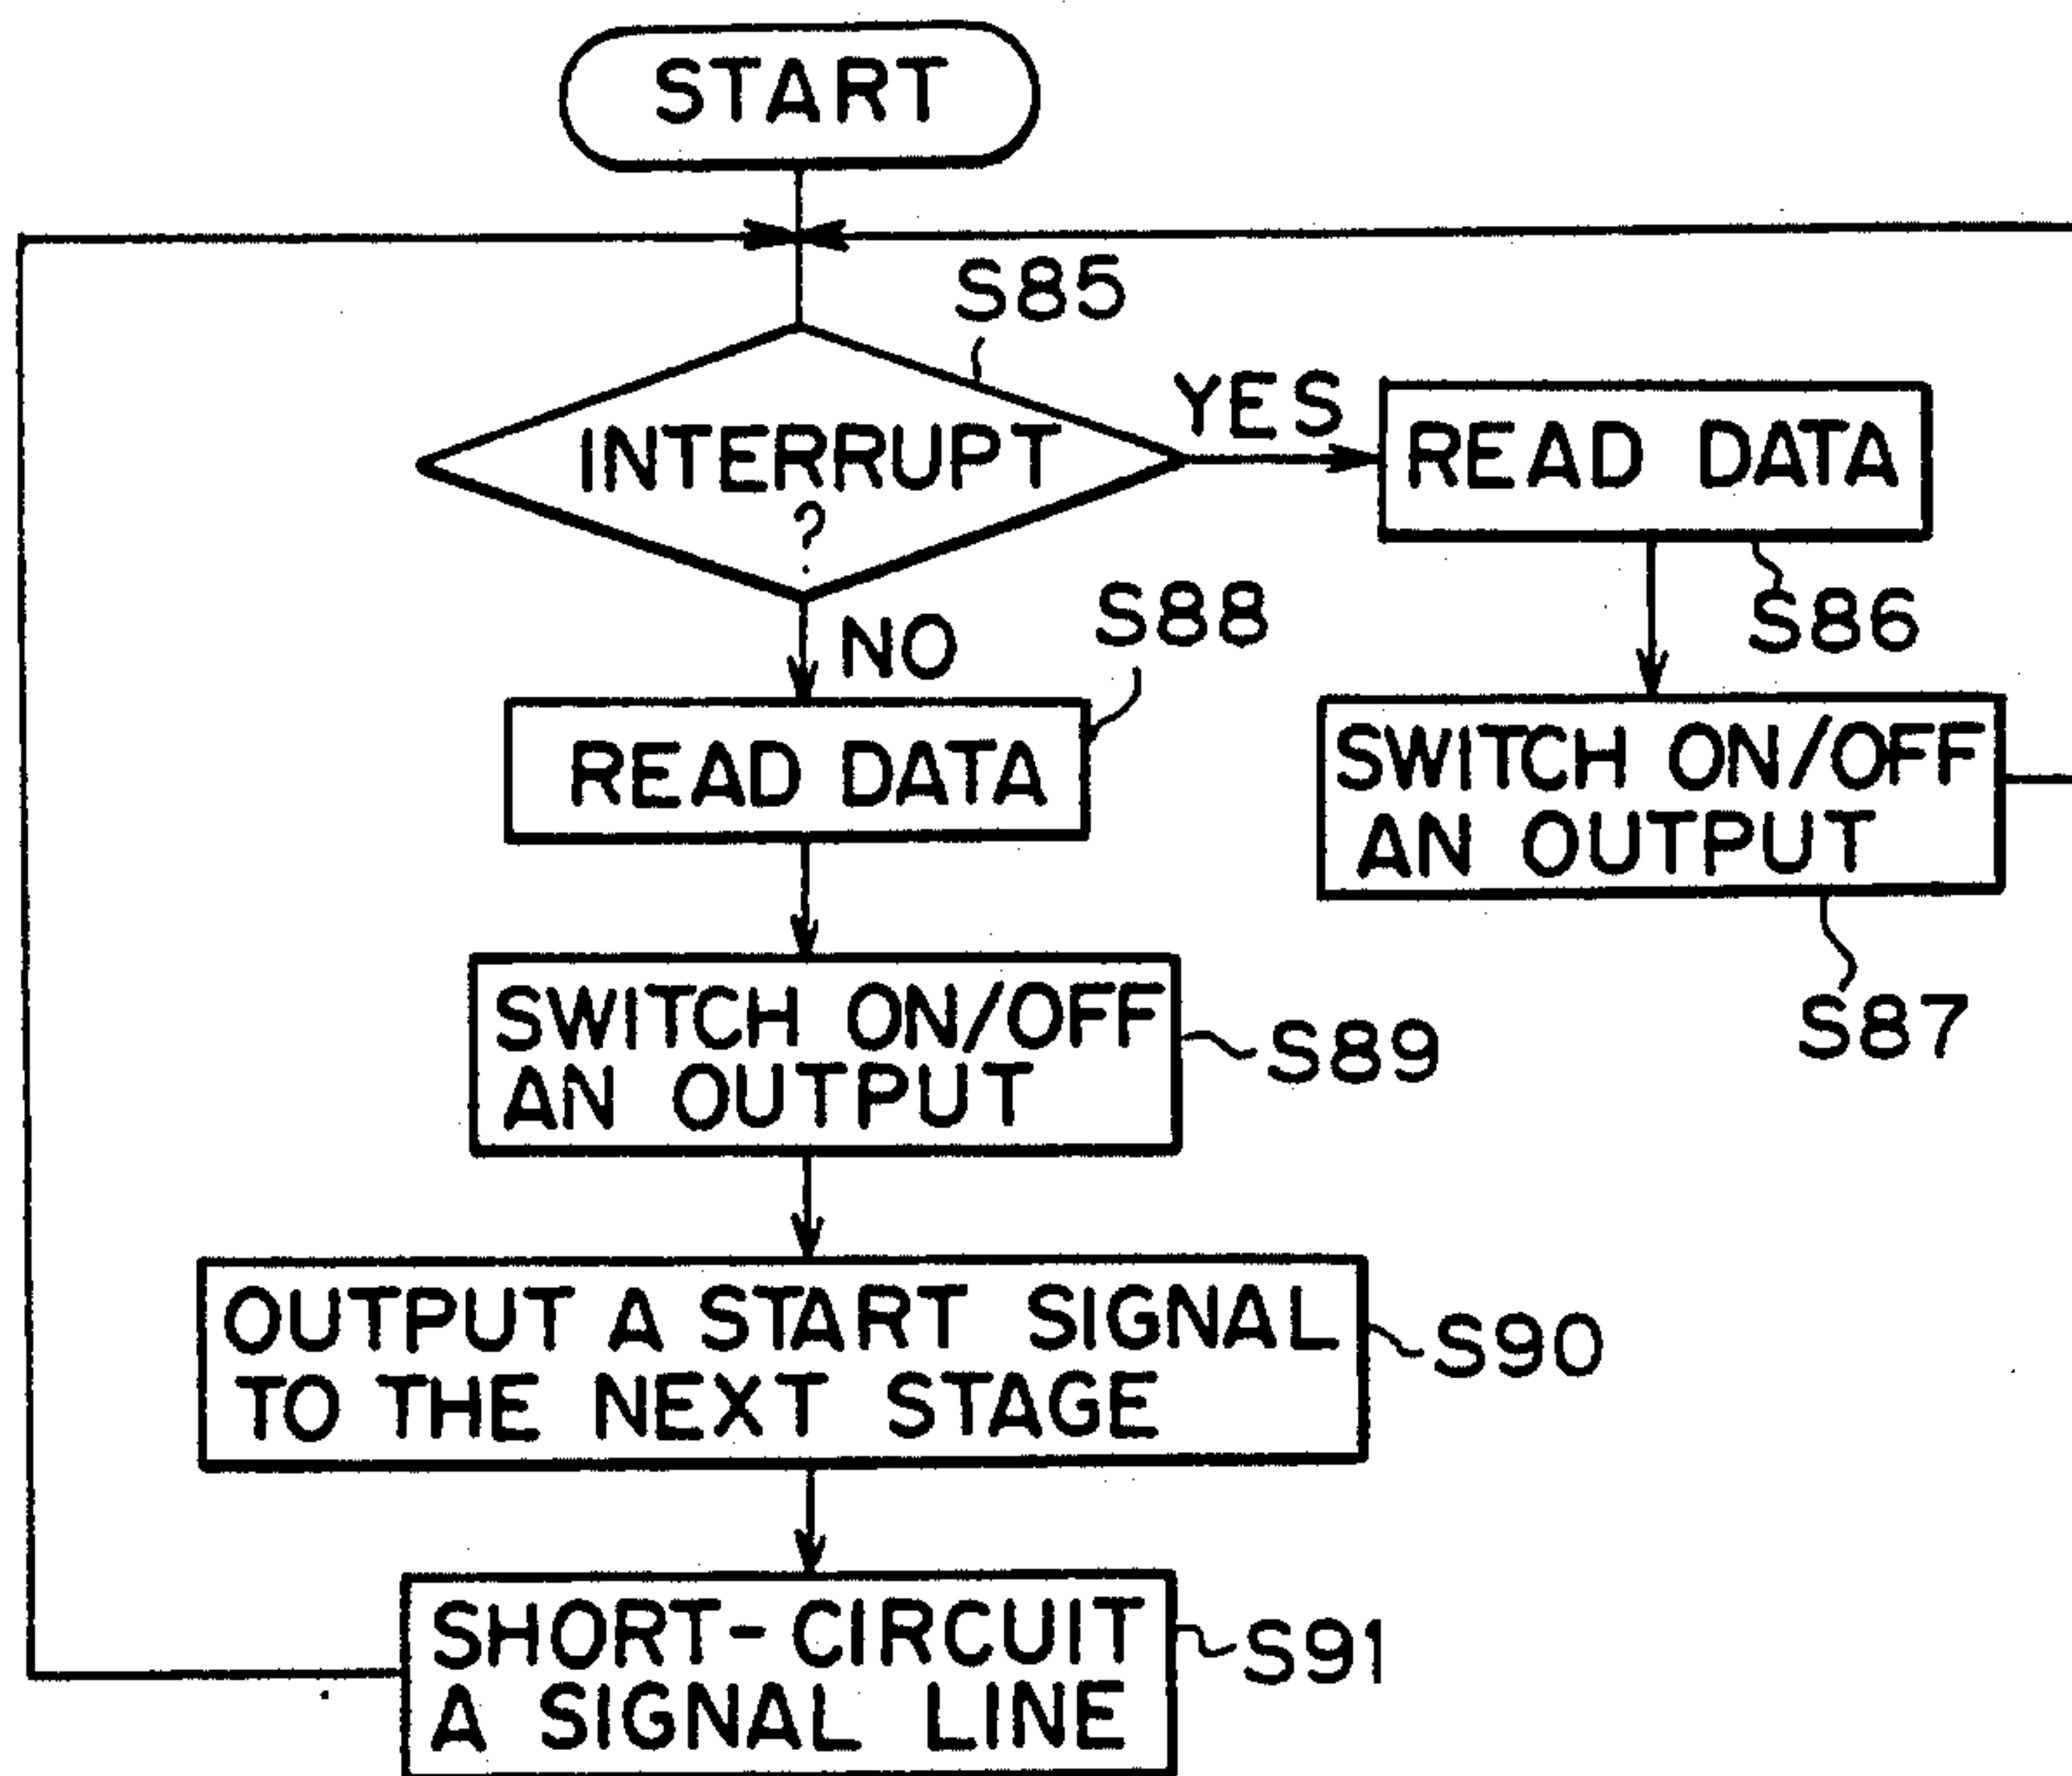 START
S85
INTERRUPT
?
YES
READ DATA
S86
NO
S88
READ DATA
SWITCH ON/OFF
AN OUTPUT
S87
SWITCH ON/OFF
AN OUTPUT
S89
OUTPUT A START SIGNAL
TO THE NEXT STAGE
S90
SHORT-CIRCUIT
A SIGNAL LINE
S91